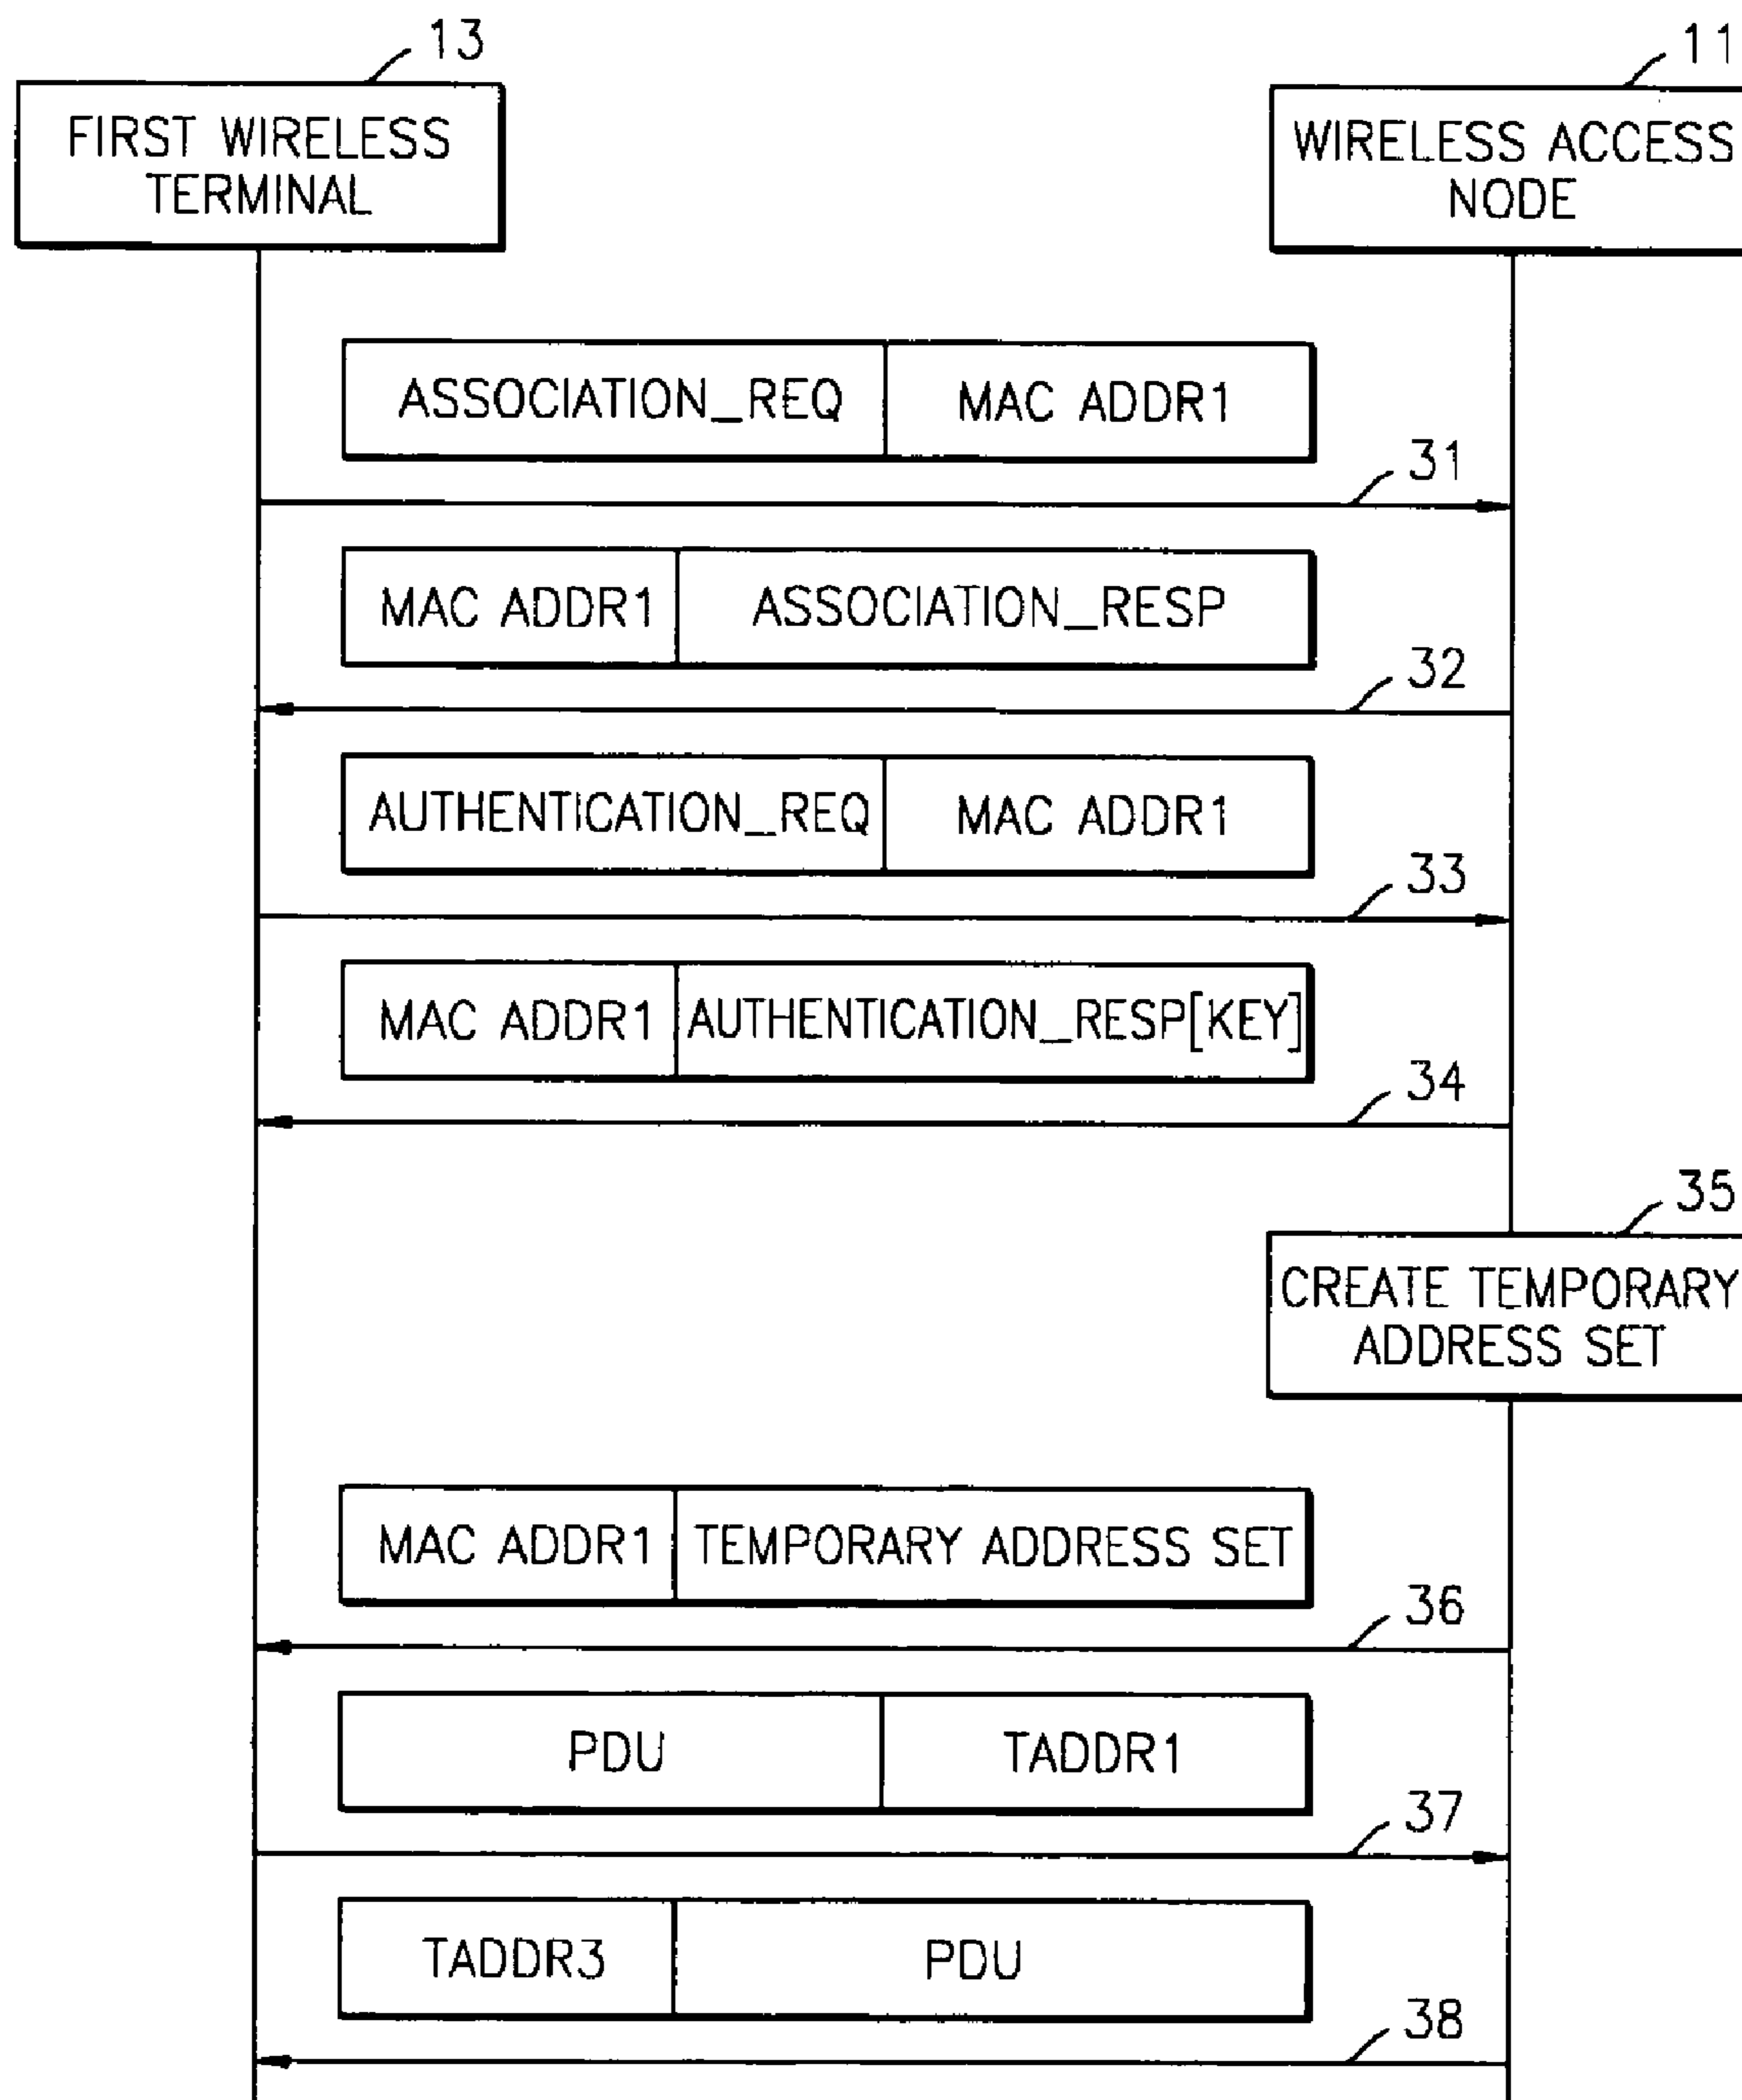 13
11
FIRST WIRELESS
TERMINAL
WIRELESS ACCESS
NODE
ASSOCIATION_REQ MAC ADDR1
31
MAC ADDR1 ASSOCIATION_RESP
32
AUTHENTICATION_REQ MAC ADDR1
33
MAC ADDR1 AUTHENTICATION_RESP[KEY]
34
35
CREATE TEMPORARY
ADDRESS SET
MAC ADDR1 TEMPORARY ADDRESS SET
36
PDU TADDR1
37
TADDR3 PDU
38